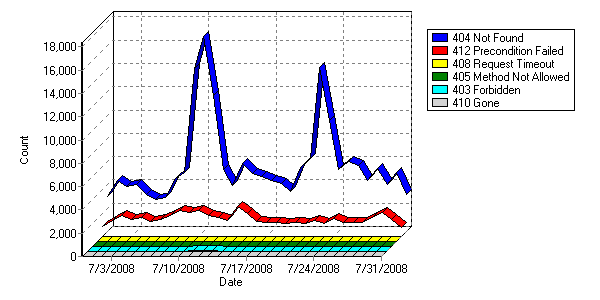 18,000
16,000
14,000
12,000
10,000
8,000
6,000
4,000
2,000
0
Count
7/3/2008 7/10/2008 7/17/2008 7/24/2008 7/31/2008
Date
404 Not Found
412 Precondition Failed
408 Request Timeout
405 Method Not Allowed
403 Forbidden
410 Gone